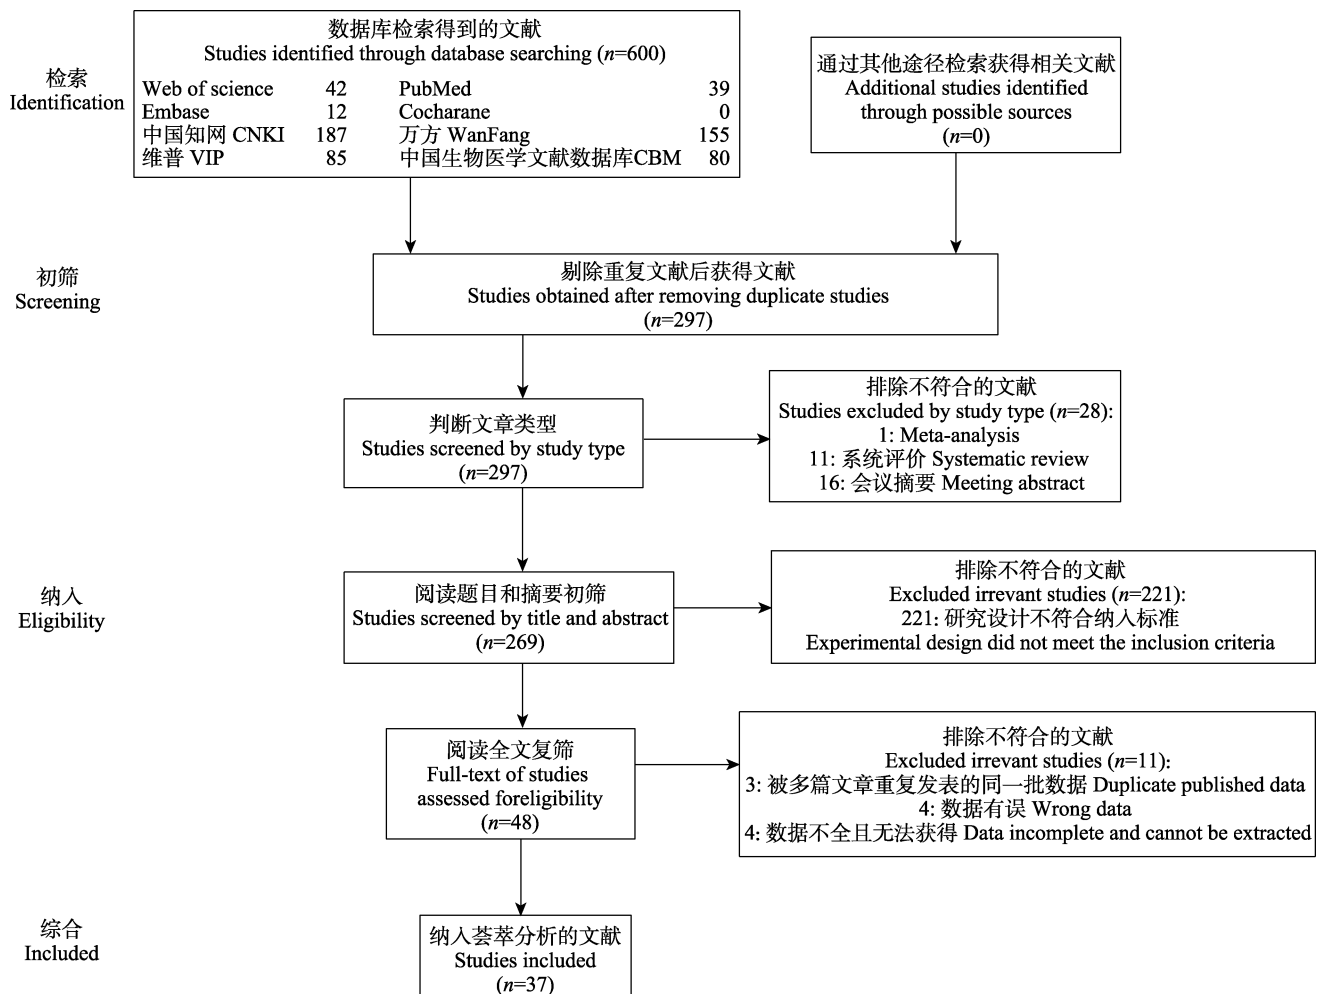 数据库检索得到的文献
Studies identified through database searching (n=600)
Web of science 42 PubMed 39
Embase 12 Cocharane 0
中国知网 CNKI 187 万方 WanFang 155
维普 VIP 85 中国生物医学文献数据库CBM 80
检索
Identification
通过其他途径检索获得相关文献
Additional studies identified
through possible sources
(n=0)
初筛
Screening
剔除重复文献后获得文献
Studies obtained after removing duplicate studies
(n=297)
判断文章类型
Studies screened by study type
(n=297)
排除不符合的文献
Studies excluded by study type (n=28):
1: Meta-analysis
11: 系统评价 Systematic review
16: 会议摘要 Meeting abstract
纳入
Eligibility
阅读题目和摘要初筛
Studies screened by title and abstract
(n=269)
排除不符合的文献
Excluded irrevant studies (n=221):
221: 研究设计不符合纳入标准
Experimental design did not meet the inclusion criteria
阅读全文复筛
Full-text of studies
assessed foreligibility
(n=48)
排除不符合的文献
Excluded irrevant studies (n=11):
3: 被多篇文章重复发表的同一批数据 Duplicate published data
4: 数据有误 Wrong data
4: 数据不全且无法获得 Data incomplete and cannot be extracted
综合
Included
纳入荟萃分析的文献
Studies included
(n=37)